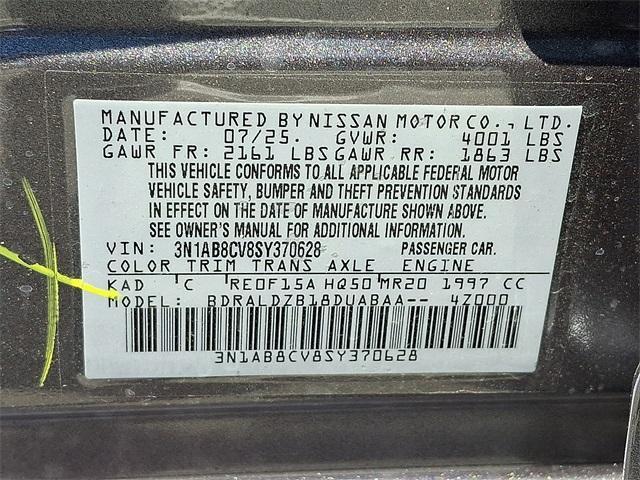 MANUFACTURED BY NISSAN MOTOR CO., LTD.
DATE: 07/25. GVWR: 4001 LBS
GAWR FR: 2161 LBS GAWR RR: 1863 LBS
THIS VEHICLE CONFORMS TO ALL APPLICABLE FEDERAL MOTOR
VEHICLE SAFETY, BUMPER AND THEFT PREVENTION STANDARDS
IN EFFECT ON THE DATE OF MANUFACTURE SHOWN ABOVE.
SEE OWNER'S MANUAL FOR ADDITIONAL INFORMATION.
VIN: 3N1AB8CV8SY370628 PASSENGER CAR.
COLOR TRIM TRANS AXLE ENGINE
KAD C RE0F15A HQ50 MR20 1997 CC
MODEL: BDRALDZB18DUABAA-- 4Z000
3N1AB8CV8SY370628